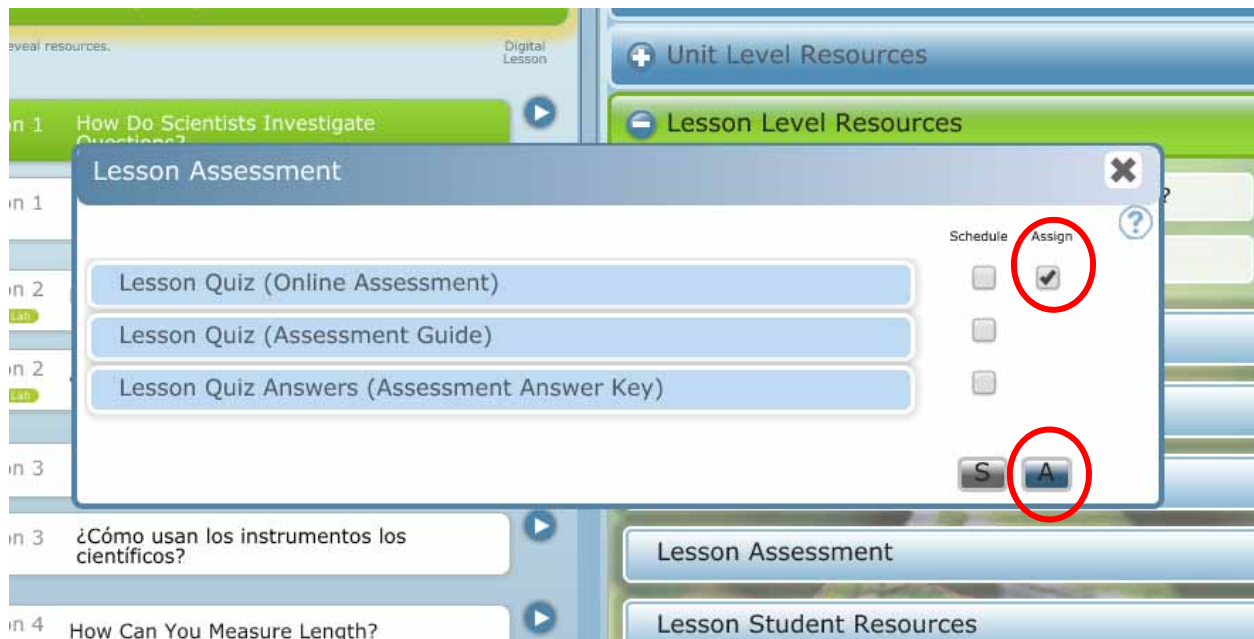 eveal resources.
Digital
Lesson
Unit Level Resources
n 1 How Do Scientists Investigate
Questions?
Lesson Level Resources
Lesson Assessment
n 1
?
Schedule Assign
n 2 Lesson Quiz (Online Assessment)
Lab
Lesson Quiz (Assessment Guide)
n 2 Lesson Quiz Answers (Assessment Answer Key)
Lab
n 3
S A
n 3 ¿Cómo usan los instrumentos los
científicos?
Lesson Assessment
n 4 How Can You Measure Length?
Lesson Student Resources